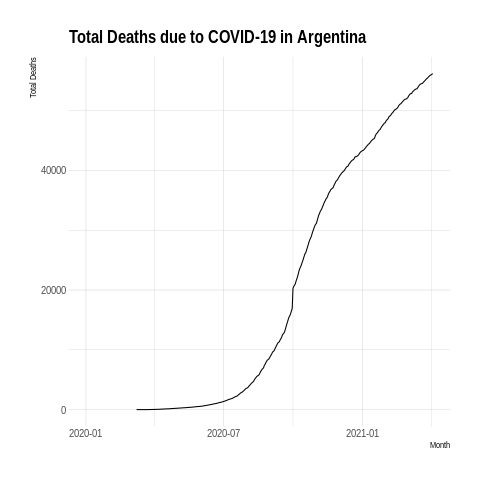 Total Deaths due to COVID-19 in Argentina
Total Deaths
40000
20000
0
2020-01
2020-07
2021-01
Month